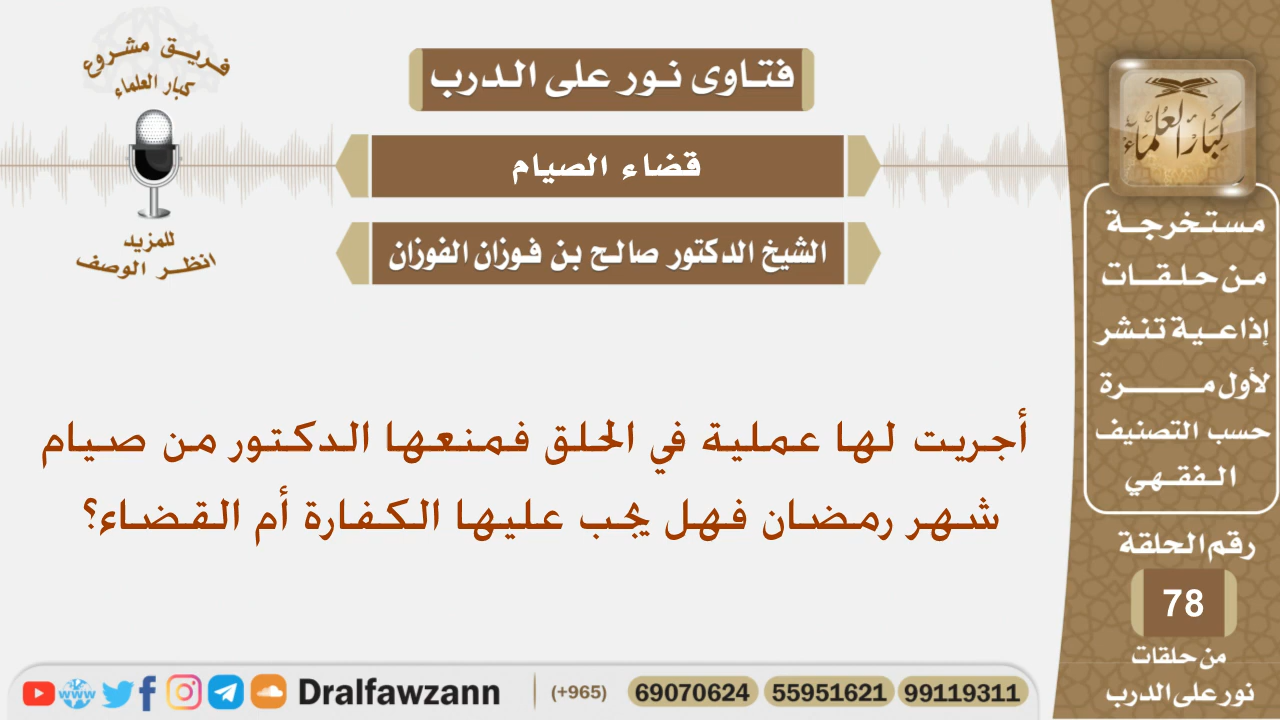 فريق مشروع
كبار العلماء
للمزيد
انظر الوصف
فتاوى نور على الدرب
قضاء الصيام
الشيخ الدكتور صالح بن فوزان الفوزان
أجريت لها عملية في الحلق فمنعها الدكتور من صيام
شهر رمضان فهل يجب عليها الكفارة أم القضاء؟
كبار العلماء
مستخرجة
من حلقات
إذاعية تنشر
لأول مرة
حسب التصنيف
الفقهي
رقم الحلقة
78
من حلقات
نور على الدرب
www
Dralfawzann
(+965)
69070624
55951621
99119311